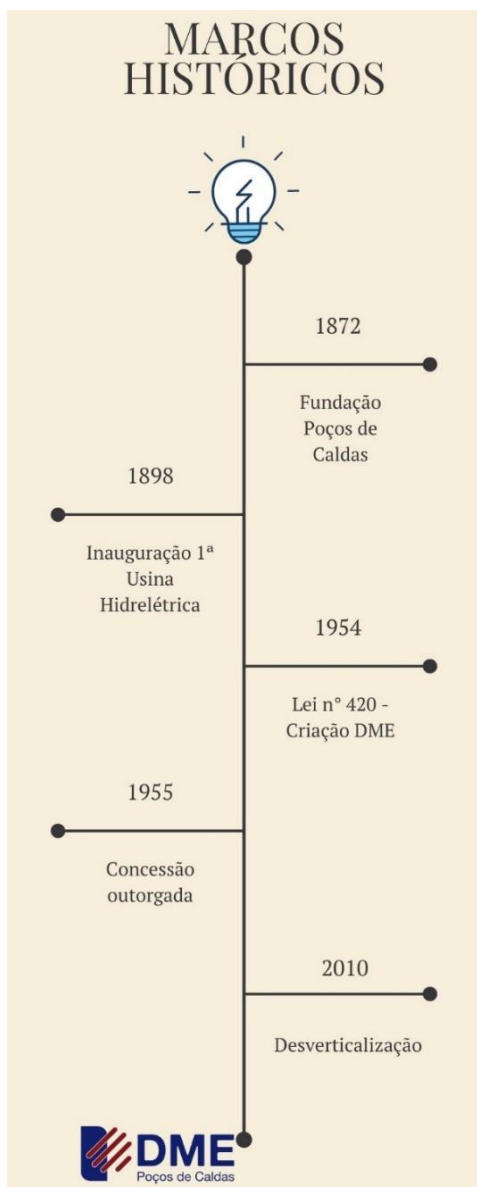 MARCOS
HISTÓRICOS
1872
Fundação
Poços de
Caldas
1898
Inauguração 1ª
Usina
Hidrelétrica
1954
Lei n° 420 -
Criação DME
1955
Concessão
outorgada
2010
Desverticalização
DME
Poços de Caldas